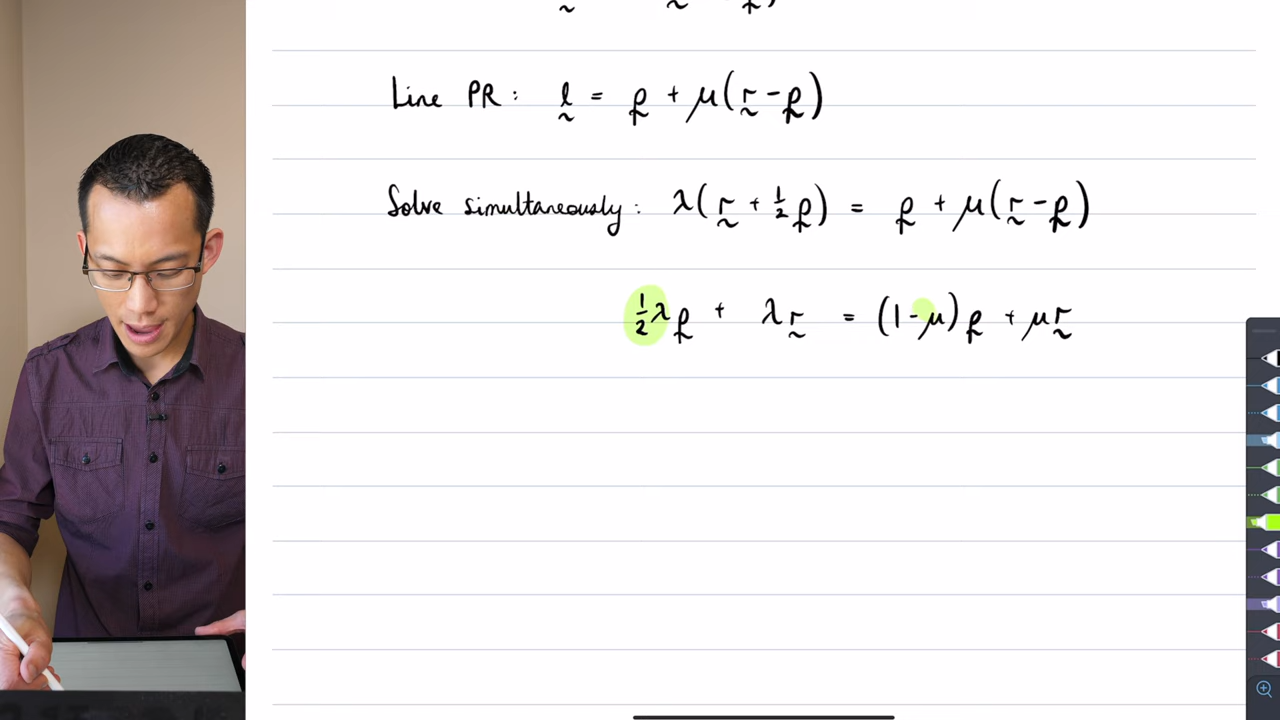 Line PR: l̰ = p̰ + μ(r̰ - p̰)
Solve simultaneously: λ(r̰ + ½p̰) = p̰ + μ(r̰ - p̰)
½λp̰ + λr̰ = (1-μ)p̰ + μr̰